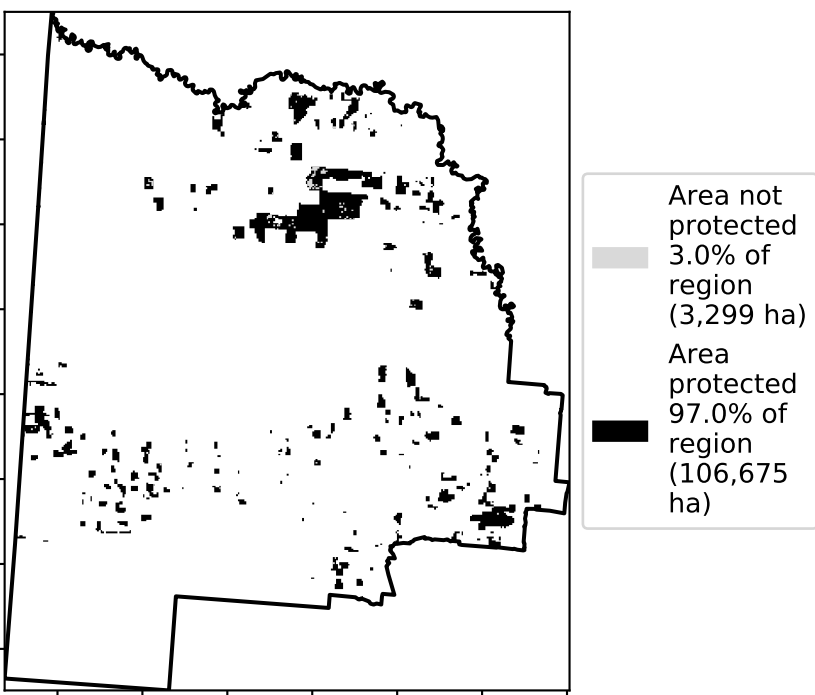 Area not
protected
3.0% of
region
(3,299 ha)
Area
protected
97.0% of
region
(106,675
ha)